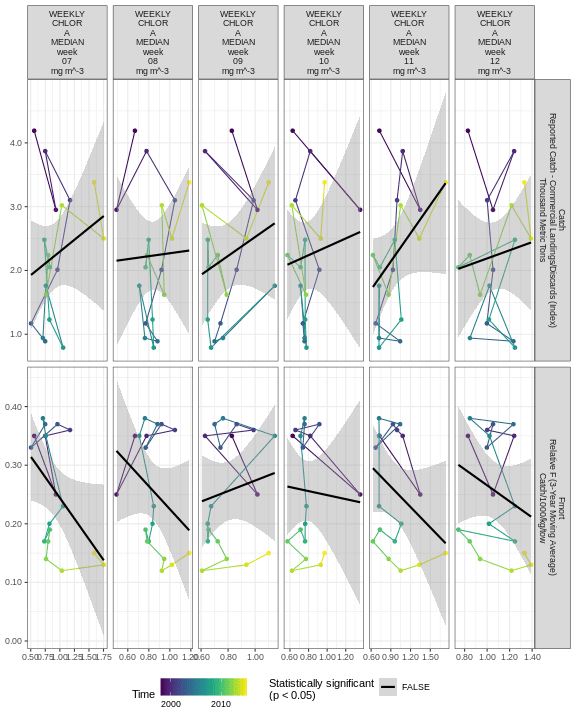 WEEKLY
CHLOR
A
MEDIAN
week
07
mg m^-3
WEEKLY
CHLOR
A
MEDIAN
week
08
mg m^-3
WEEKLY
CHLOR
A
MEDIAN
week
09
mg m^-3
WEEKLY
CHLOR
A
MEDIAN
week
10
mg m^-3
WEEKLY
CHLOR
A
MEDIAN
week
11
mg m^-3
WEEKLY
CHLOR
A
MEDIAN
week
12
mg m^-3
4.0
3.0
2.0
1.0
Catch
Reported Catch - Commercial Landings/Discards (Index)
Thousand Metric Tons
0.40
0.30
0.20
0.10
0.00
Fmort
Relative F (3-Year Moving Average)
Catch/1000/kg/tow
0.50 0.75 1.00 1.25 1.50 1.75
0.60 0.80 1.00 1.20
0.60 0.80 1.00
0.60 0.80 1.00 1.20
0.60 0.90 1.20 1.50
0.80 1.00 1.20 1.40
Time
2000 2010
Statistically significant
(p < 0.05)
FALSE